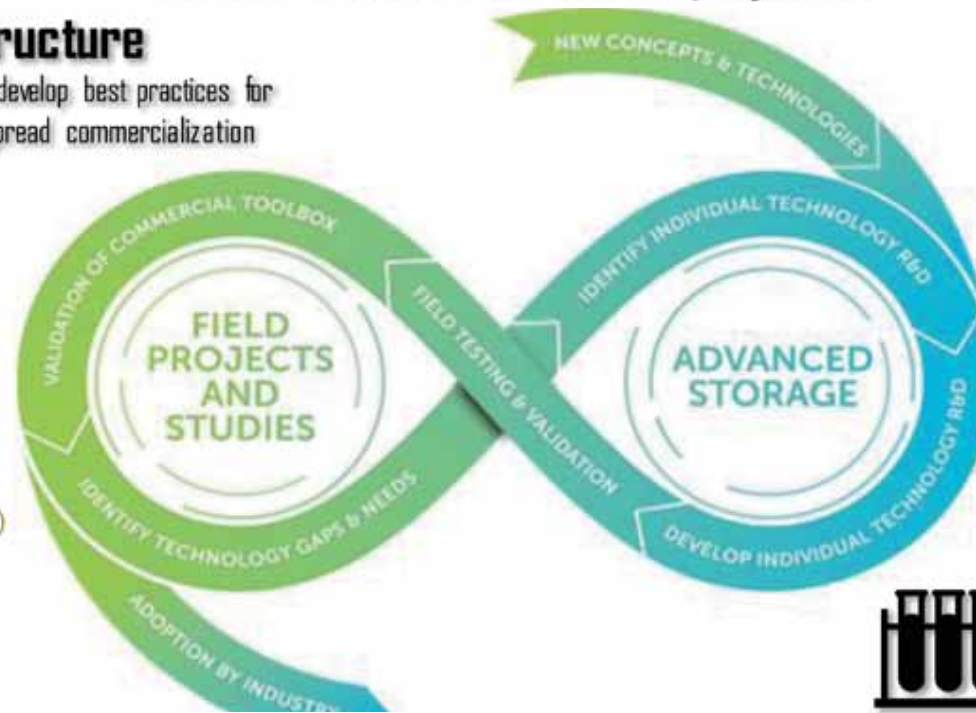 ructure
develop best practices for
pread commercialization
NEW CONCEPTS & TECHNOLOGIES
VALIDATION OF COMMERCIAL TOOLBOX
IDENTIFY INDIVIDUAL TECHNOLOGY R&D
FIELD TESTING & VALIDATION
FIELD
PROJECTS
AND
STUDIES
ADVANCED
STORAGE
IDENTIFY TECHNOLOGY GAPS & NEEDS
DEVELOP INDIVIDUAL TECHNOLOGY R&D
ADOPTION BY INDUSTRY